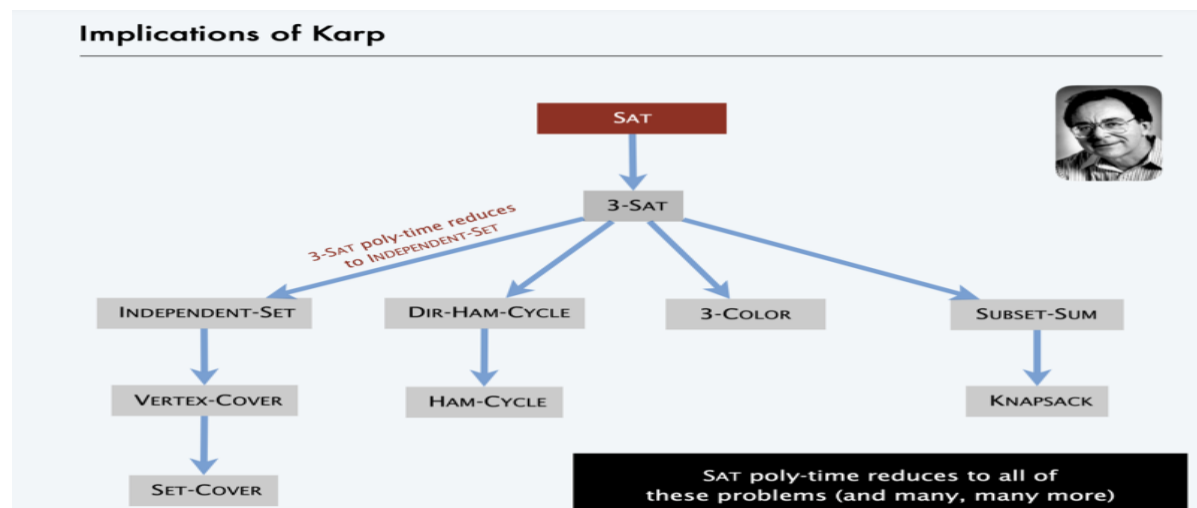 Implications of Karp
SAT
3-SAT
3-SAT poly-time reduces
to INDEPENDENT-SET
INDEPENDENT-SET
DIR-HAM-CYCLE
3-COLOR
SUBSET-SUM
VERTEX-COVER
HAM-CYCLE
KNAPSACK
SET-COVER
SAT poly-time reduces to all of
these problems (and many, many more)